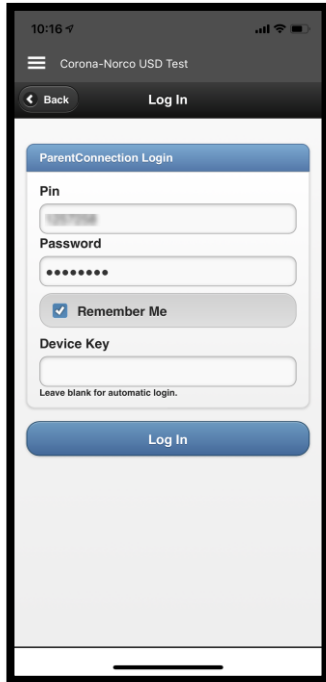 10:16
Corona-Norco USD Test
Back
Log In
ParentConnection Login
Pin
Password
••••••••
Remember Me
Device Key
Leave blank for automatic login.
Log In